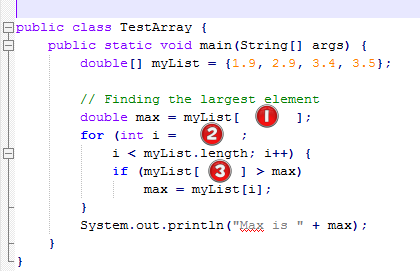 public class TestArray {
public static void main(String[] args) {
double[] myList = {1.9, 2.9, 3.4, 3.5};
// Finding the largest element
double max = myList[ 1 ];
for (int i = 2 ;
i < myList.length; i++) {
if (myList[ 3 ] > max)
max = myList[i];
}
System.out.println("Max is " + max);
}
}